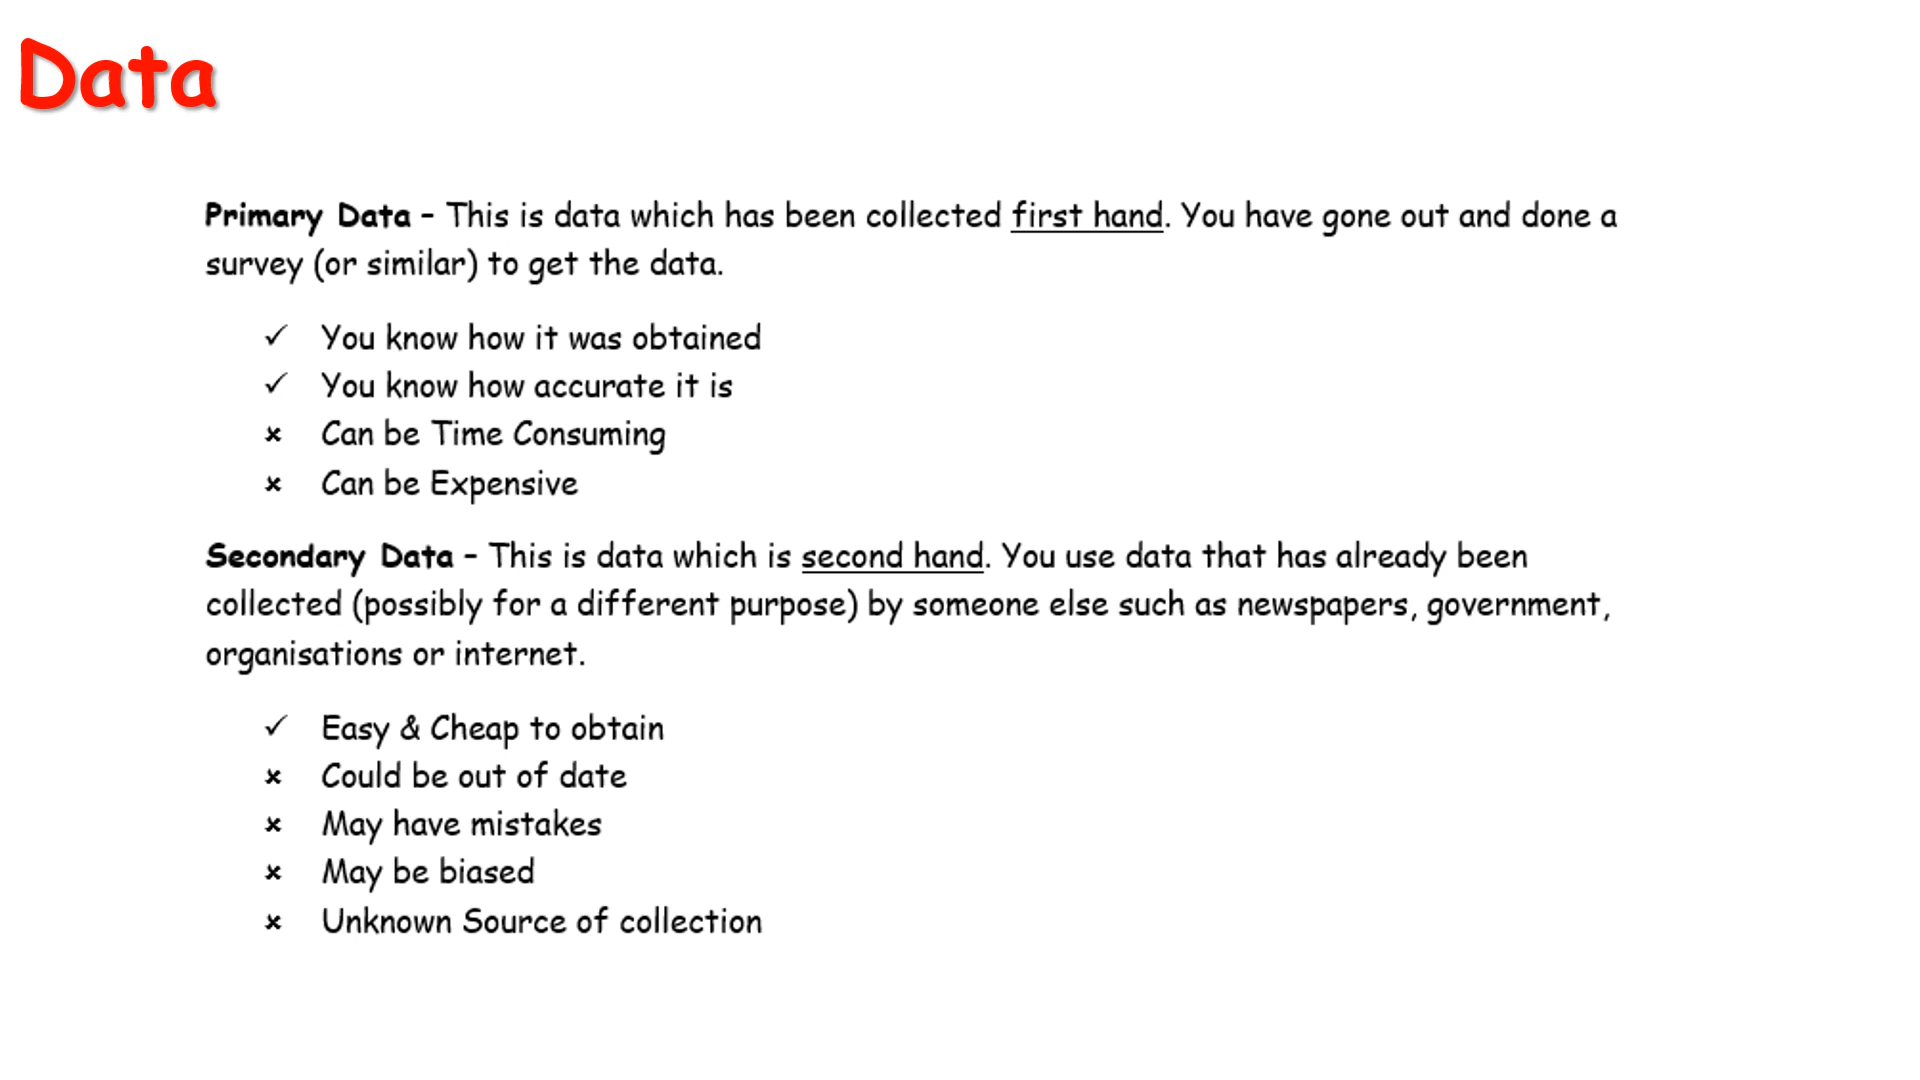 Data
Primary Data – This is data which has been collected first hand. You have gone out and done a
survey (or similar) to get the data.
✓ You know how it was obtained
✓ You know how accurate it is
× Can be Time Consuming
× Can be Expensive
Secondary Data – This is data which is second hand. You use data that has already been
collected (possibly for a different purpose) by someone else such as newspapers, government,
organisations or internet.
✓ Easy & Cheap to obtain
× Could be out of date
× May have mistakes
× May be biased
× Unknown Source of collection